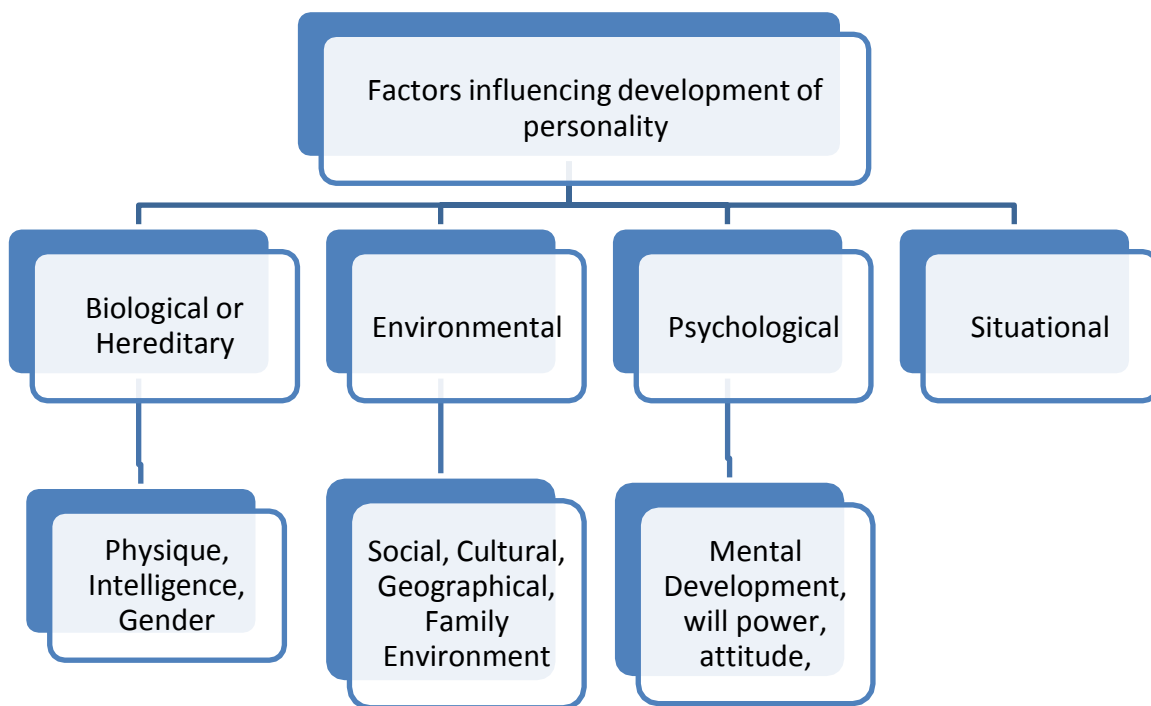 Factors influencing development of
personality
Biological or
Hereditary
Environmental
Psychological
Situational
Physique,
Intelligence,
Gender
Social, Cultural,
Geographical,
Family
Environment
Mental
Development,
will power,
attitude,